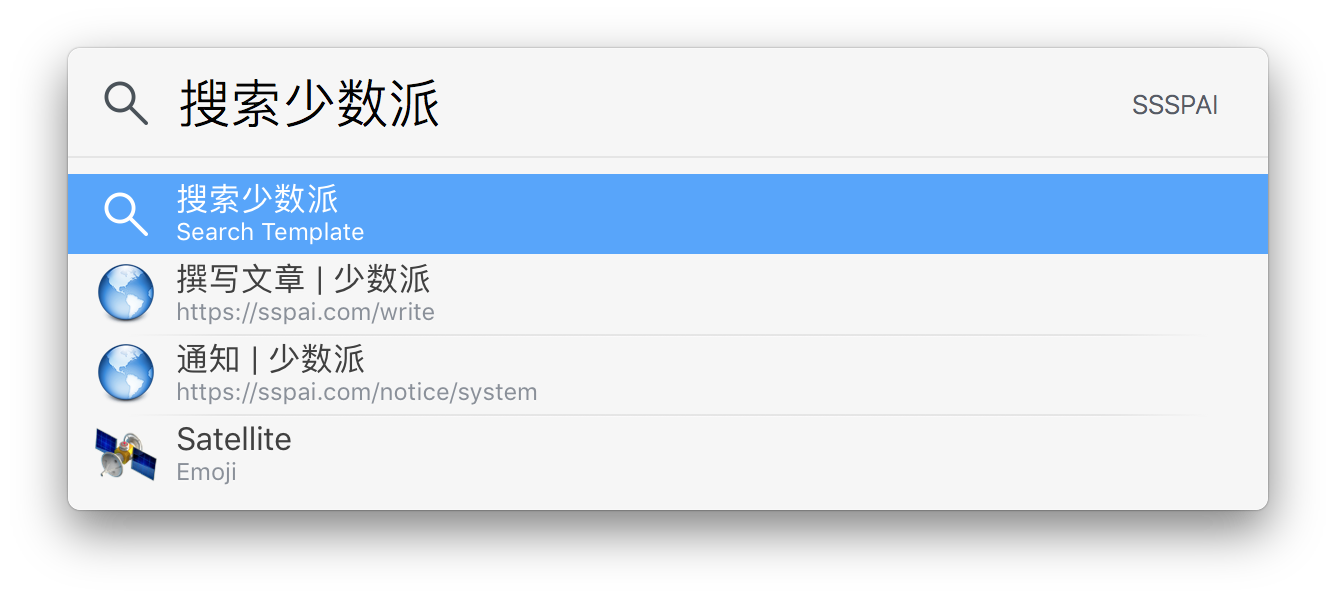 搜索少数派
SSSPAI
搜索少数派
Search Template
撰写文章 | 少数派
https://sspai.com/write
通知 | 少数派
https://sspai.com/notice/system
Satellite
Emoji